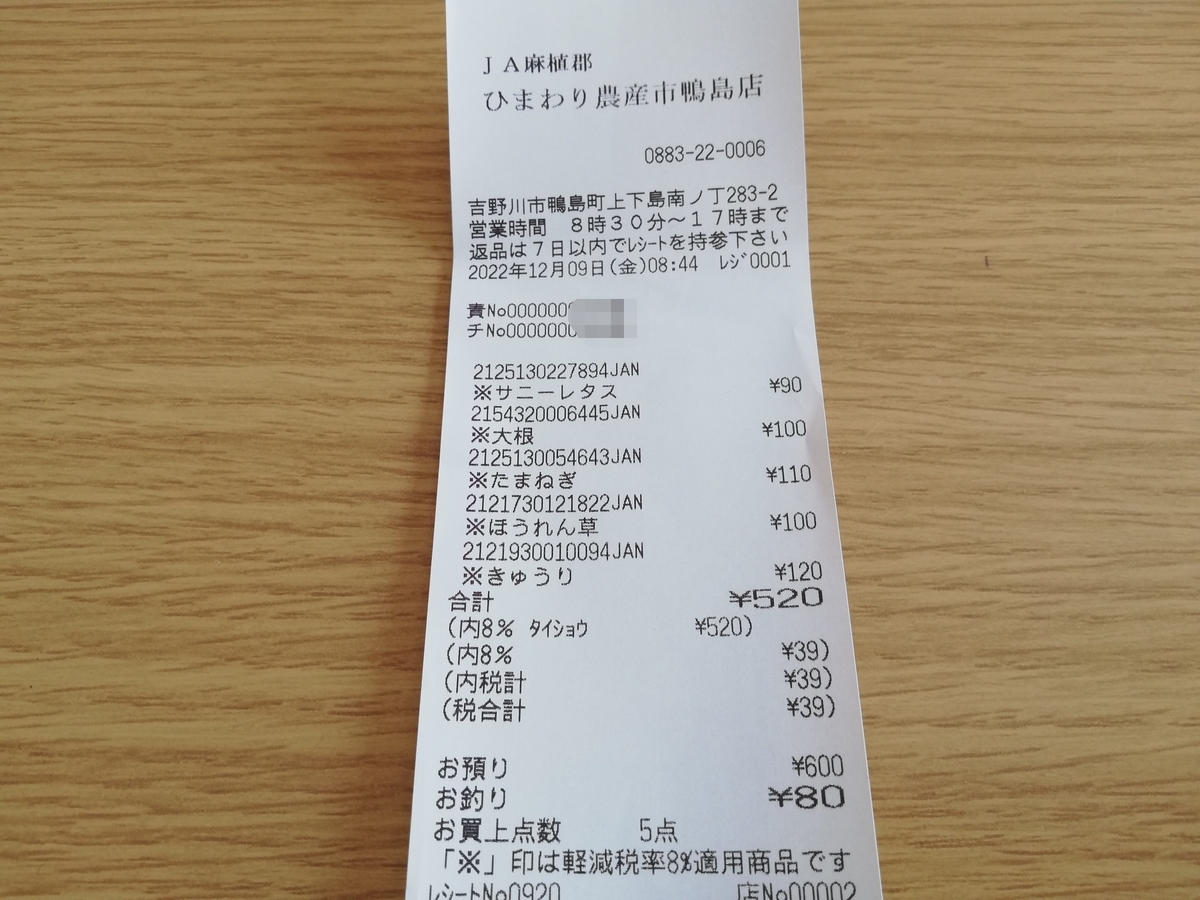 ＪＡ麻植郡
ひまわり農産市鴨島店
0883-22-0006
吉野川市鴨島町上下島南ノ丁283-2
営業時間　８時３０分～１７時まで
返品は７日以内でﾚｼｰﾄを持参下さい
2022年12月09日(金)08:44 ﾚｼﾞ0001
責No0000000
チNo0000000
2125130227894JAN
※サニーレタス ¥90
2154320006445JAN
※大根 ¥100
2125130054643JAN
※たまねぎ ¥110
2121730121822JAN
※ほうれん草 ¥100
2121930010094JAN
※きゅうり ¥120
合計 ¥520
(内8% ﾀｲｼｮｳ ¥520)
(内8% ¥39)
(内税計 ¥39)
(税合計 ¥39)
お預り ¥600
お釣り ¥80
お買上点数 5点
「※」印は軽減税率8%適用商品です
ﾚｼｰﾄNo0920 店No00002